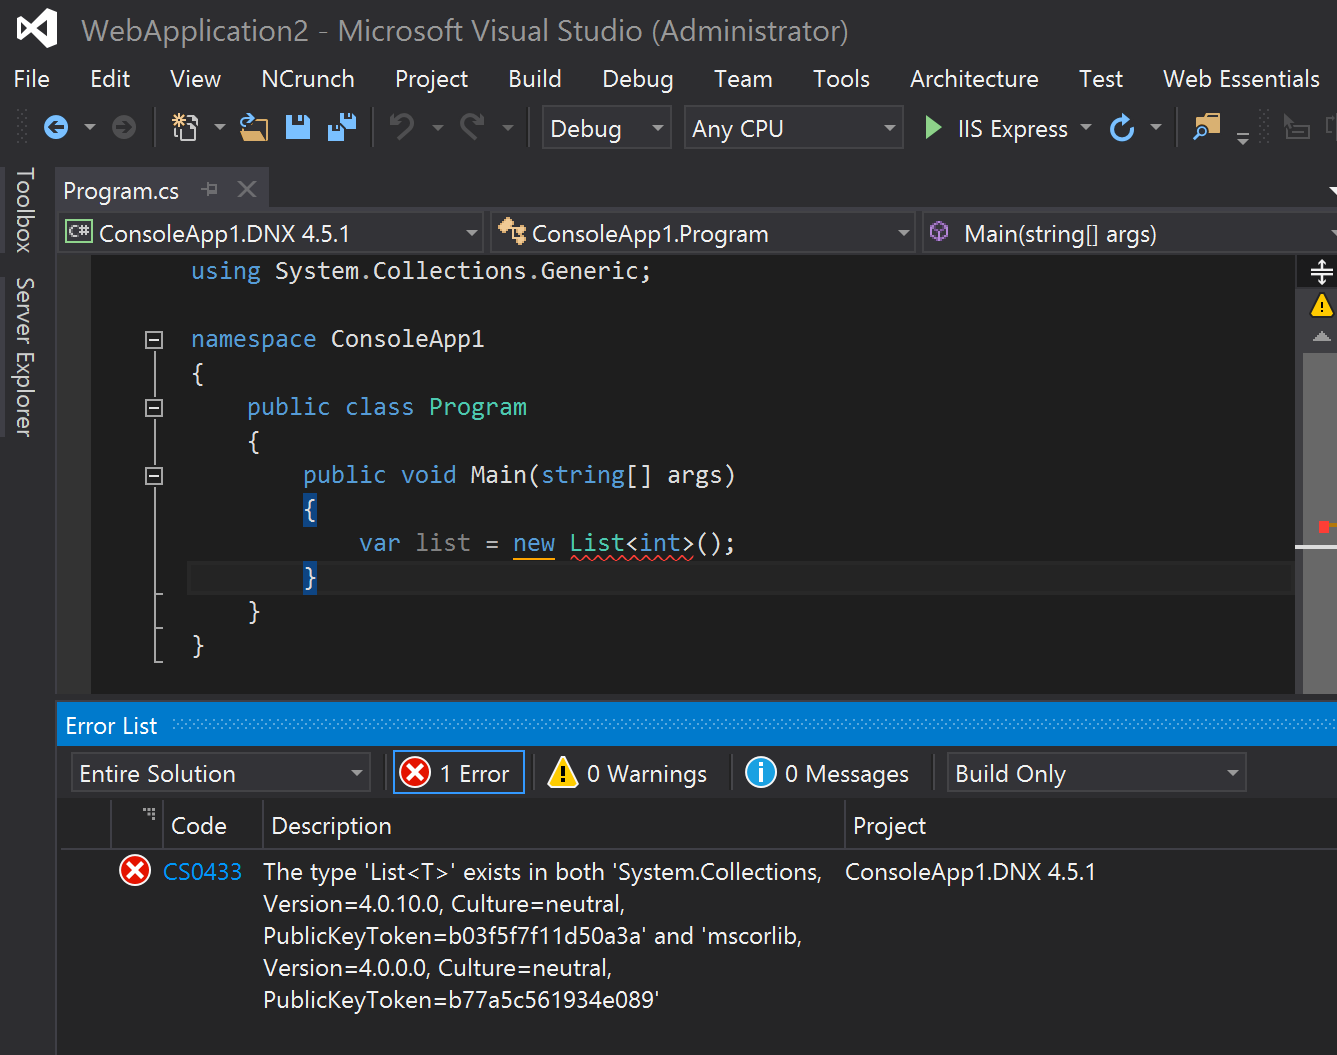 WebApplication2 - Microsoft Visual Studio (Administrator)
File Edit View NCrunch Project Build Debug Team Tools Architecture Test Web Essentials
Debug Any CPU IIS Express
Toolbox
Server Explorer
Program.cs
C# ConsoleApp1.DNX 4.5.1 ConsoleApp1.Program Main(string[] args)
using System.Collections.Generic;
namespace ConsoleApp1
{
public class Program
{
public void Main(string[] args)
{
var list = new List<int>();
}
}
}
Error List
Entire Solution 1 Error 0 Warnings 0 Messages Build Only
Code Description Project
CS0433 The type 'List<T>' exists in both 'System.Collections, ConsoleApp1.DNX 4.5.1
Version=4.0.10.0, Culture=neutral,
PublicKeyToken=b03f5f7f11d50a3a' and 'mscorlib,
Version=4.0.0.0, Culture=neutral,
PublicKeyToken=b77a5c561934e089'